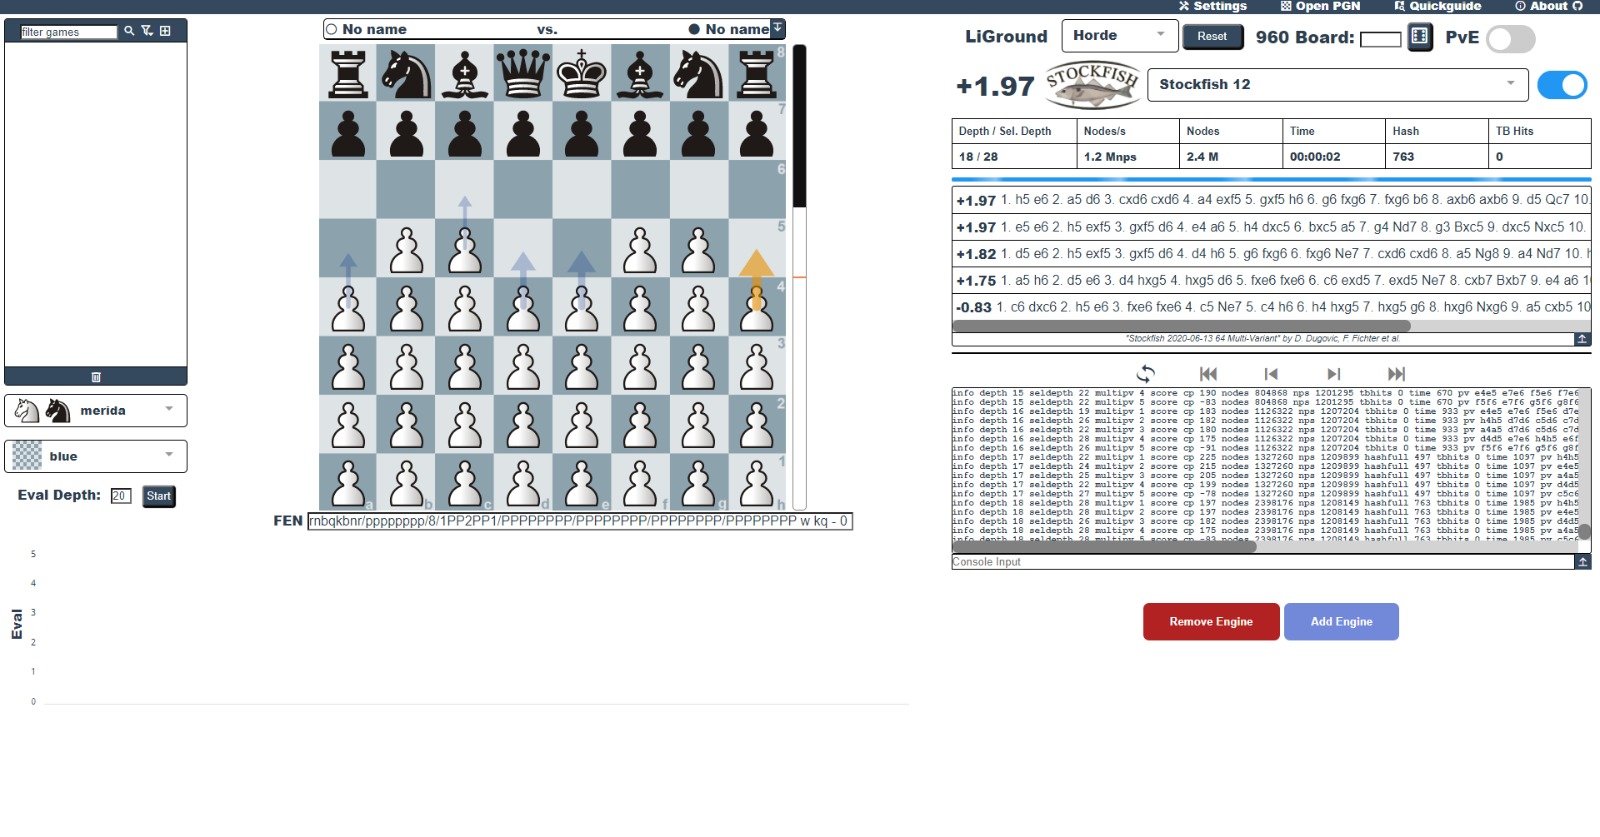 Settings Open PGN Quickguide About
filter games
No name vs. No name
8
7
6
5
4
3
2
1
a b c d e f g h
FEN rnbqkbnr/pppppppp/8/1PP2PP1/PPPPPPPP/PPPPPPPP/PPPPPPPP/PPPPPPPP w kq - 0
merida
blue
Eval Depth: 20 Start
Eval
5
4
3
2
1
0
LiGround Horde Reset 960 Board: PvE
+1.97 STOCKFISH Stockfish 12
Depth / Sel. Depth Nodes/s Nodes Time Hash TB Hits
18 / 28 1.2 Mnps 2.4 M 00:00:02 763 0
+1.97 1. h5 e6 2. a5 d6 3. cxd6 cxd6 4. a4 exf5 5. gxf5 h6 6. g6 fxg6 7. fxg6 b6 8. axb6 axb6 9. d5 Qc7 10.
+1.97 1. e5 e6 2. h5 exf5 3. gxf5 d6 4. e4 a6 5. h4 dxc5 6. bxc5 a5 7. g4 Nd7 8. g3 Bxc5 9. dxc5 Nxc5 10.
+1.82 1. d5 e6 2. h5 exf5 3. gxf5 d6 4. d4 h6 5. g6 fxg6 6. fxg6 Ne7 7. cxd6 cxd6 8. a5 Ng8 9. a4 Nd7 10.
+1.75 1. a5 h6 2. d5 e6 3. d4 hxg5 4. hxg5 d6 5. fxe6 fxe6 6. c6 exd5 7. exd5 Ne7 8. cxb7 Bxb7 9. e4 a6 1
-0.83 1. c6 dxc6 2. h5 e6 3. fxe6 fxe6 4. c5 Ne7 5. c4 h6 6. h4 hxg5 7. hxg5 g6 8. hxg6 Nxg6 9. a5 cxb5 10
"Stockfish 2020-06-13 64 Multi-Variant" by D. Dugovic, F. Fichter et al.
info depth 15 seldepth 22 multipv 4 score cp 190 nodes 804868 nps 1201295 tbhits 0 time 670 pv e4e5 e7e6 f5e6 f7e6
info depth 15 seldepth 22 multipv 5 score cp -83 nodes 804868 nps 1201295 tbhits 0 time 670 pv f5f6 e7f6 g5f6 g8f6
info depth 16 seldepth 19 multipv 1 score cp 183 nodes 1126322 nps 1207204 tbhits 0 time 933 pv e4e5 e7e6 f5e6 d7e
info depth 16 seldepth 26 multipv 2 score cp 182 nodes 1126322 nps 1207204 tbhits 0 time 933 pv h4h5 d7d6 c5d6 c7d
info depth 16 seldepth 22 multipv 3 score cp 180 nodes 1126322 nps 1207204 tbhits 0 time 933 pv a4a5 d7d6 c5d6 c7d
info depth 16 seldepth 28 multipv 4 score cp 175 nodes 1126322 nps 1207204 tbhits 0 time 933 pv d4d5 e7e6 h4h5 e6f
info depth 16 seldepth 26 multipv 5 score cp -91 nodes 1126322 nps 1207204 tbhits 0 time 933 pv f5f6 e7f6 g5f6 g8f
info depth 17 seldepth 22 multipv 1 score cp 225 nodes 1327260 nps 1209899 hashfull 497 tbhits 0 time 1097 pv h4h5
info depth 17 seldepth 24 multipv 2 score cp 215 nodes 1327260 nps 1209899 hashfull 497 tbhits 0 time 1097 pv e4e5
info depth 17 seldepth 25 multipv 3 score cp 205 nodes 1327260 nps 1209899 hashfull 497 tbhits 0 time 1097 pv a4a5
info depth 17 seldepth 22 multipv 4 score cp 199 nodes 1327260 nps 1209899 hashfull 497 tbhits 0 time 1097 pv d4d5
info depth 17 seldepth 27 multipv 5 score cp -78 nodes 1327260 nps 1209899 hashfull 497 tbhits 0 time 1097 pv c5c6
info depth 18 seldepth 28 multipv 1 score cp 197 nodes 2398176 nps 1208149 hashfull 763 tbhits 0 time 1985 pv h4h5
info depth 18 seldepth 22 multipv 2 score cp 197 nodes 2398176 nps 1208149 hashfull 763 tbhits 0 time 1985 pv e4e5
info depth 18 seldepth 26 multipv 3 score cp 182 nodes 2398176 nps 1208149 hashfull 763 tbhits 0 time 1985 pv d4d5
info depth 18 seldepth 28 multipv 4 score cp 175 nodes 2398176 nps 1208149 hashfull 763 tbhits 0 time 1985 pv a4a5
info depth 18 seldepth 28 multipv 5 score cp -83 nodes 2398176 nps 1208149 hashfull 763 tbhits 0 time 1985 pv c5c6
Console Input
Remove Engine Add Engine